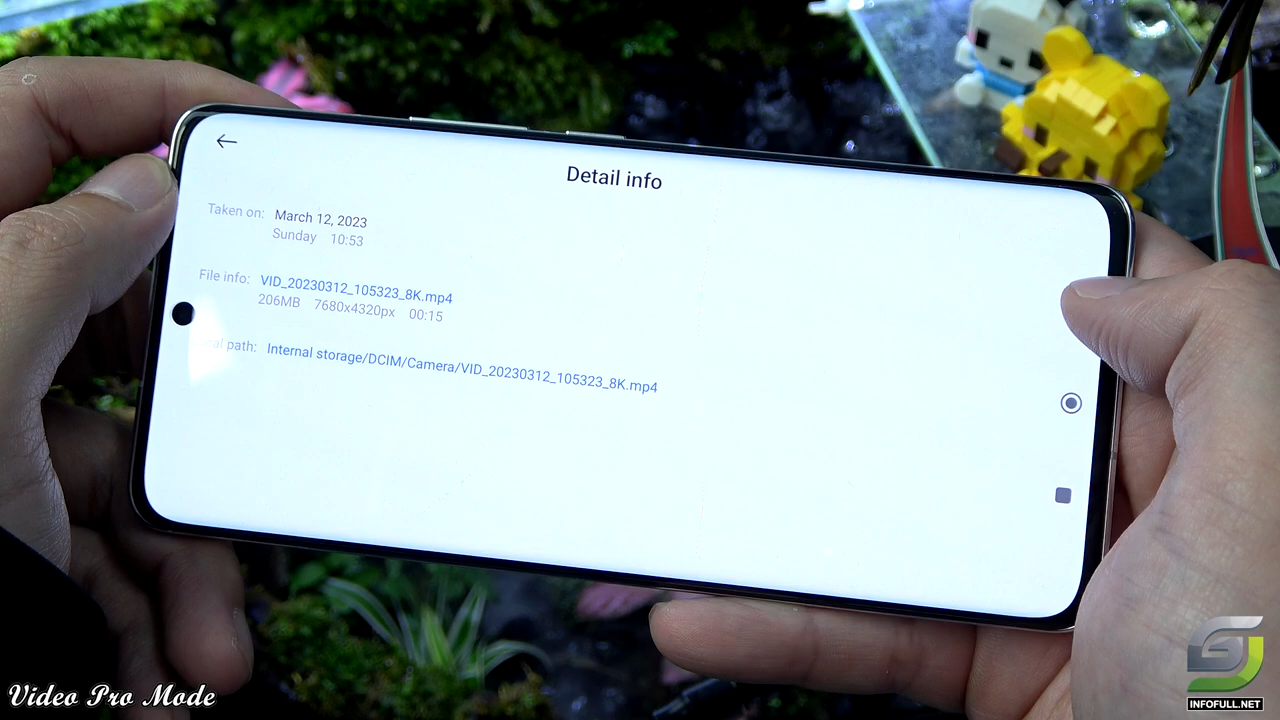 Detail info
Taken on: March 12, 2023
Sunday 10:53
File info: VID_20230312_105323_8K.mp4
206MB 7680x4320px 00:15
path: Internal storage/DCIM/Camera/VID_20230312_105323_8K.mp4
Video Pro Mode
INFOFULL.NET